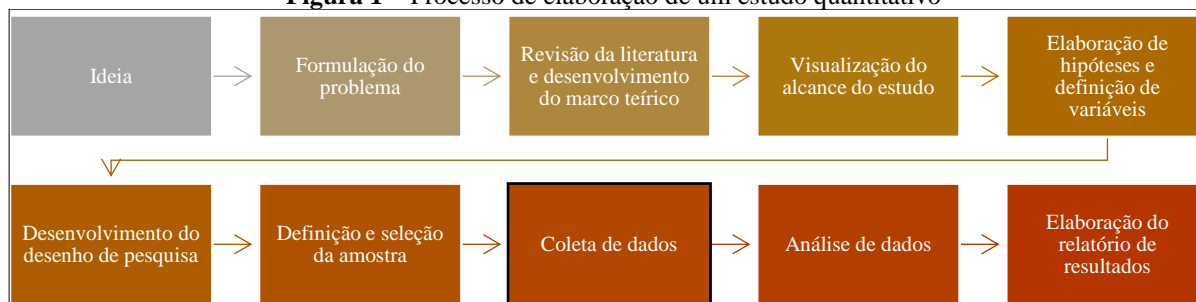 Figura 1 – Processo de elaboração de um estudo quantitativo
Ideia
Formulação do
problema
Revisão da literatura
e desenvolvimento
do marco teírico
Visualização do
alcance do estudo
Elaboração de
hipóteses e
definição de
variáveis
Desenvolvimento do
desenho de pesquisa
Definição e seleção
da amostra
Coleta de dados
Análise de dados
Elaboração do
relatório de
resultados